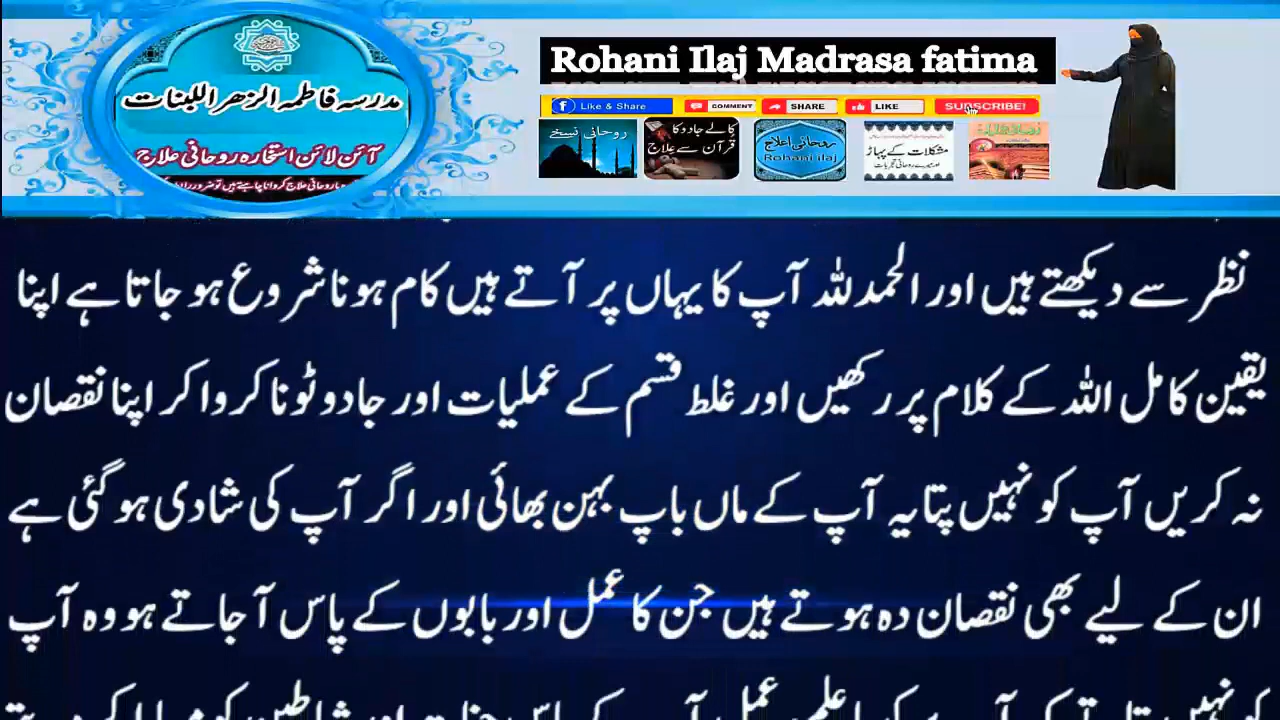 مدرسہ فاطمہ الزھرا للبنات
آئن لائن استخارہ روحانی علاج
Rohani Ilaj Madrasa fatima
Like & Share
COMMENT
SHARE
LIKE
SUBSCRIBE!
روحانی نسخے
کالے جادو کا
قرآن سے علاج
روحانی علاج
Rohani ilaj
مشکلات کے پہاڑ
نظر سے دیکھتے ہیں اور الحمدللہ آپ کا یہاں پر آتے ہیں کام ہونا شروع ہو جاتا ہے اپنا
یقین کامل اللہ کے کلام پر رکھیں اور غلط قسم کے عملیات اور جادو ٹونا کروا کر اپنا نقصان
نہ کریں آپ کو نہیں پتا یہ آپ کے ماں باپ بہن بھائی اور اگر آپ کی شادی ہو گئی ہے
ان کے لیے بھی نقصان دہ ہوتے ہیں جن کا عمل اور بابوں کے پاس آ جاتے ہو وہ آپ